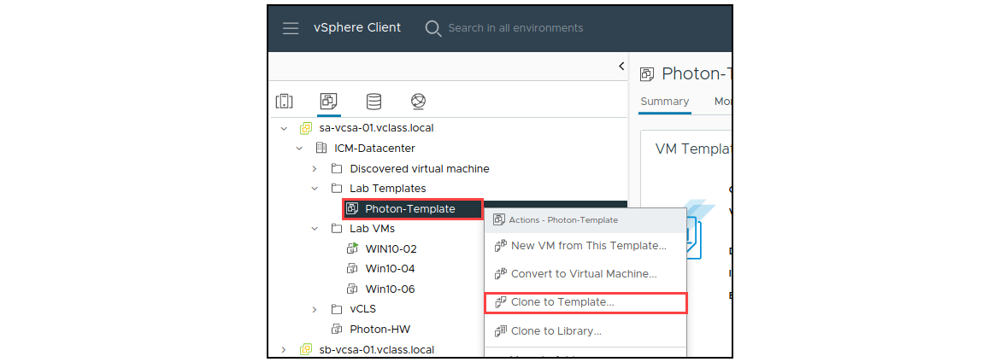 vSphere Client
Search in all environments
Photon-T
Summary
Mo
sa-vcsa-01.vclass.local
ICM-Datacenter
Discovered virtual machine
Lab Templates
Photon-Template
Lab VMs
WIN10-02
Win10-04
Win10-06
vCLS
Photon-HW
sb-vcsa-01.vclass.local
VM Templat
Actions - Photon-Template
New VM from This Template...
Convert to Virtual Machine...
Clone to Template...
Clone to Library...